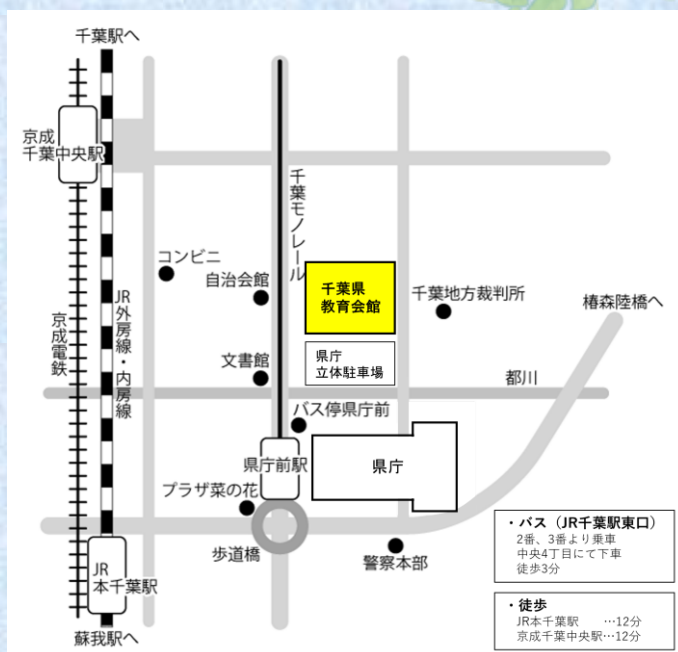 千葉駅へ
京成
千葉中央駅
千葉モノレール
コンビニ
自治会館
千葉県
教育会館
千葉地方裁判所
椿森陸橋へ
JR外房線・内房線
京成電鉄
文書館
県庁
立体駐車場
都川
バス停県庁前
県庁前駅
県庁
プラザ菜の花
歩道橋
警察本部
JR
本千葉駅
蘇我駅へ
・バス（JR千葉駅東口）
2番、3番より乗車
中央4丁目にて下車
徒歩3分
・徒歩
JR本千葉駅 …12分
京成千葉中央駅…12分